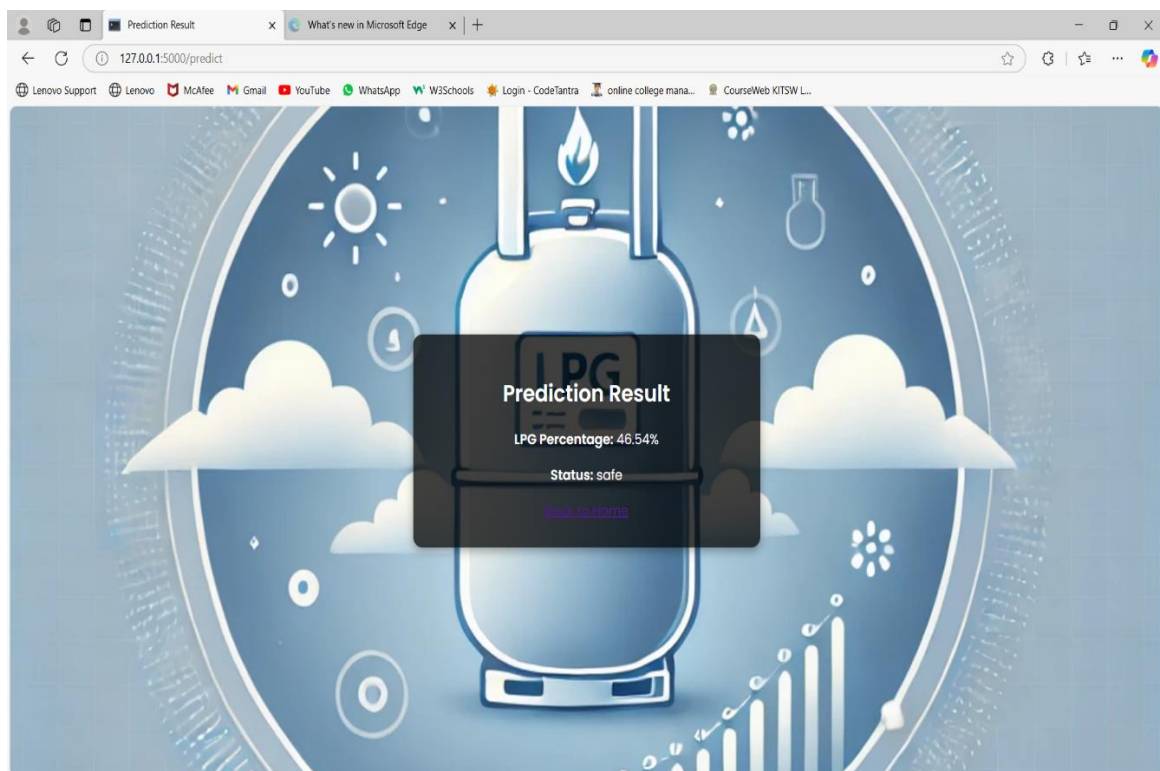 Prediction Result
What's new in Microsoft Edge
127.0.0.1:5000/predict
Lenovo Support Lenovo McAfee Gmail YouTube WhatsApp W3Schools Login - CodeTantra online college mana... CourseWeb KITSW L...
LPG
Prediction Result
LPG Percentage: 46.54%
Status: safe
Back to Home